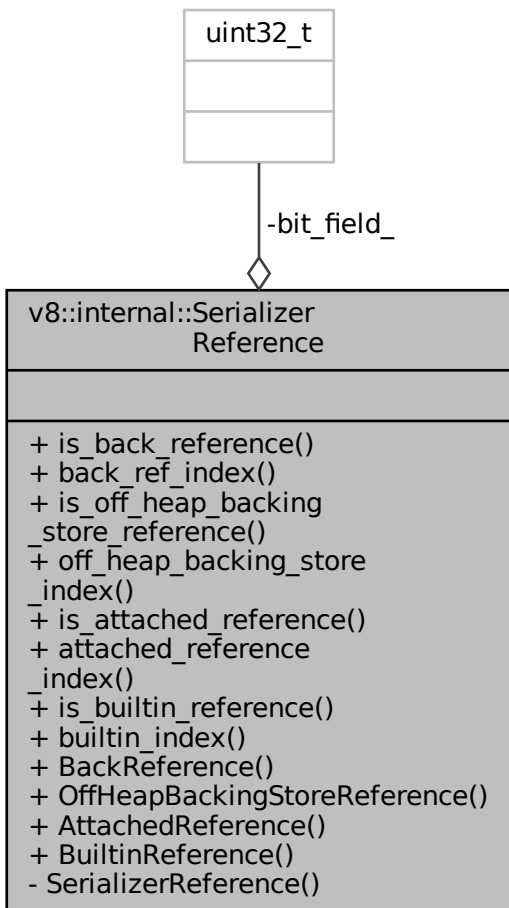 uint32_t
-bit_field_
v8::internal::Serializer
Reference
+ is_back_reference()
+ back_ref_index()
+ is_off_heap_backing
_store_reference()
+ off_heap_backing_store
_index()
+ is_attached_reference()
+ attached_reference
_index()
+ is_builtin_reference()
+ builtin_index()
+ BackReference()
+ OffHeapBackingStoreReference()
+ AttachedReference()
+ BuiltinReference()
- SerializerReference()